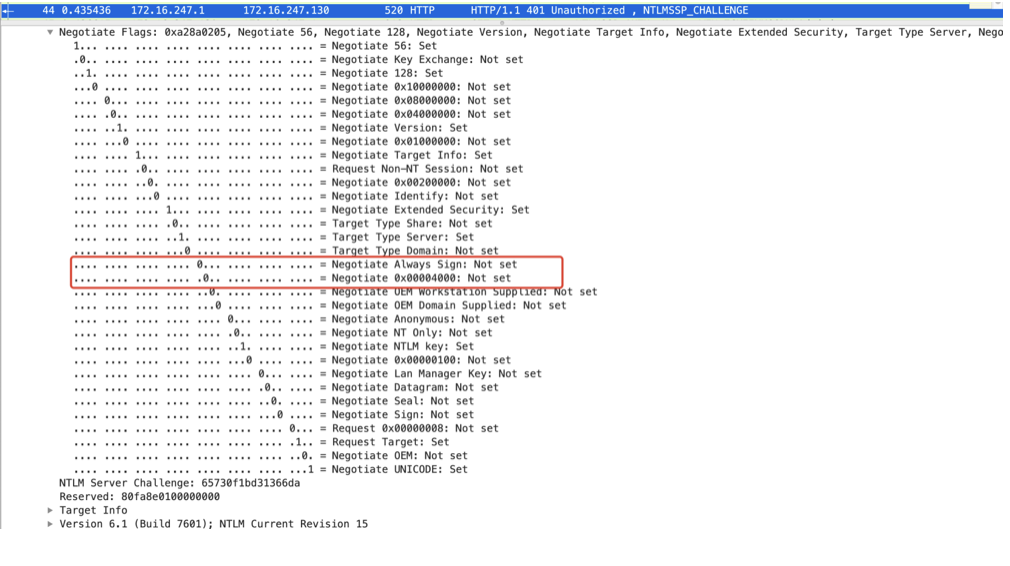 44 0.435436 172.16.247.1 172.16.247.130 520 HTTP HTTP/1.1 401 Unauthorized , NTLMSSP_CHALLENGE
Negotiate Flags: 0xa28a0205, Negotiate 56, Negotiate 128, Negotiate Version, Negotiate Target Info, Negotiate Extended Security, Target Type Server, Nego
1... .... .... .... .... .... .... .... = Negotiate 56: Set
.0.. .... .... .... .... .... .... .... = Negotiate Key Exchange: Not set
..1. .... .... .... .... .... .... .... = Negotiate 128: Set
...0 .... .... .... .... .... .... .... = Negotiate 0x10000000: Not set
.... 0... .... .... .... .... .... .... = Negotiate 0x08000000: Not set
.... .0.. .... .... .... .... .... .... = Negotiate 0x04000000: Not set
.... ..1. .... .... .... .... .... .... = Negotiate Version: Set
.... ...0 .... .... .... .... .... .... = Negotiate 0x01000000: Not set
.... .... 1... .... .... .... .... .... = Negotiate Target Info: Set
.... .... .0.. .... .... .... .... .... = Request Non-NT Session: Not set
.... .... ..0. .... .... .... .... .... = Negotiate 0x00200000: Not set
.... .... ...0 .... .... .... .... .... = Negotiate Identify: Not set
.... .... .... 1... .... .... .... .... = Negotiate Extended Security: Set
.... .... .... .0.. .... .... .... .... = Target Type Share: Not set
.... .... .... ..1. .... .... .... .... = Target Type Server: Set
.... .... .... ...0 .... .... .... .... = Target Type Domain: Not set
.... .... .... .... 0... .... .... .... = Negotiate Always Sign: Not set
.... .... .... .... .0.. .... .... .... = Negotiate 0x00004000: Not set
.... .... .... .... ..0. .... .... .... = Negotiate OEM Workstation Supplied: Not set
.... .... .... .... ...0 .... .... .... = Negotiate OEM Domain Supplied: Not set
.... .... .... .... .... 0... .... .... = Negotiate Anonymous: Not set
.... .... .... .... .... .0.. .... .... = Negotiate NT Only: Not set
.... .... .... .... .... ..1. .... .... = Negotiate NTLM key: Set
.... .... .... .... .... ...0 .... .... = Negotiate 0x00000100: Not set
.... .... .... .... .... .... 0... .... = Negotiate Lan Manager Key: Not set
.... .... .... .... .... .... .0.. .... = Negotiate Datagram: Not set
.... .... .... .... .... .... ..0. .... = Negotiate Seal: Not set
.... .... .... .... .... .... ...0 .... = Negotiate Sign: Not set
.... .... .... .... .... .... .... 0... = Request 0x00000008: Not set
.... .... .... .... .... .... .... .1.. = Request Target: Set
.... .... .... .... .... .... .... ..0. = Negotiate OEM: Not set
.... .... .... .... .... .... .... ...1 = Negotiate UNICODE: Set
NTLM Server Challenge: 65730f1bd31366da
Reserved: 80fa8e0100000000
Target Info
Version 6.1 (Build 7601); NTLM Current Revision 15